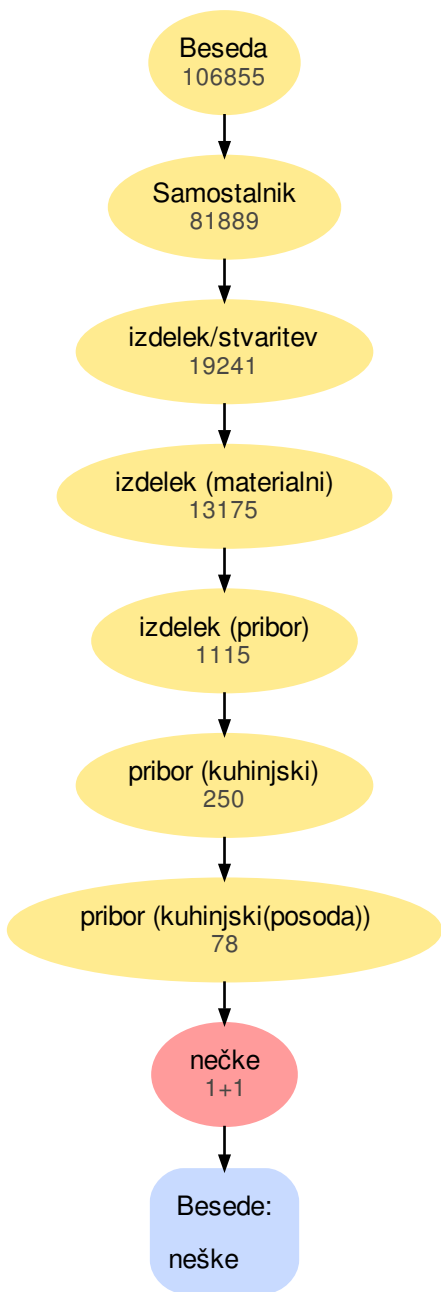 Beseda
106855
Samostalnik
81889
izdelek/stvaritev
19241
izdelek (materialni)
13175
izdelek (pribor)
1115
pribor (kuhinjski)
250
pribor (kuhinjski(posoda))
78
nečke
1+1
Besede:
neške